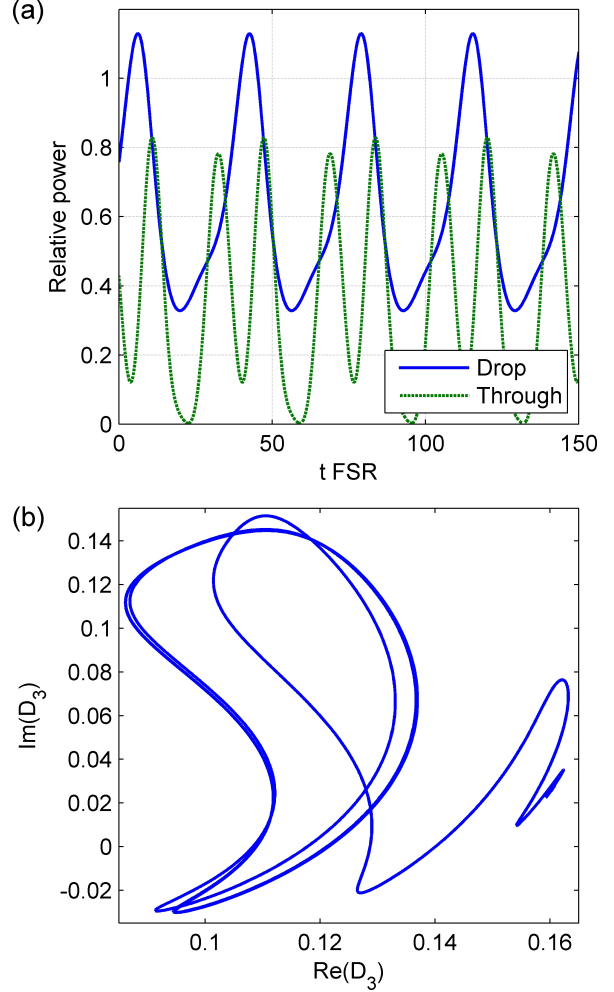 (a)
1
0.8
0.6
0.4
0.2
0
Relative power
Drop
Through
0 50 100 150
t FSR
(b)
0.14
0.12
0.1
0.08
0.06
0.04
0.02
0
-0.02
Im(D3)
0.1 0.12 0.14 0.16
Re(D3)